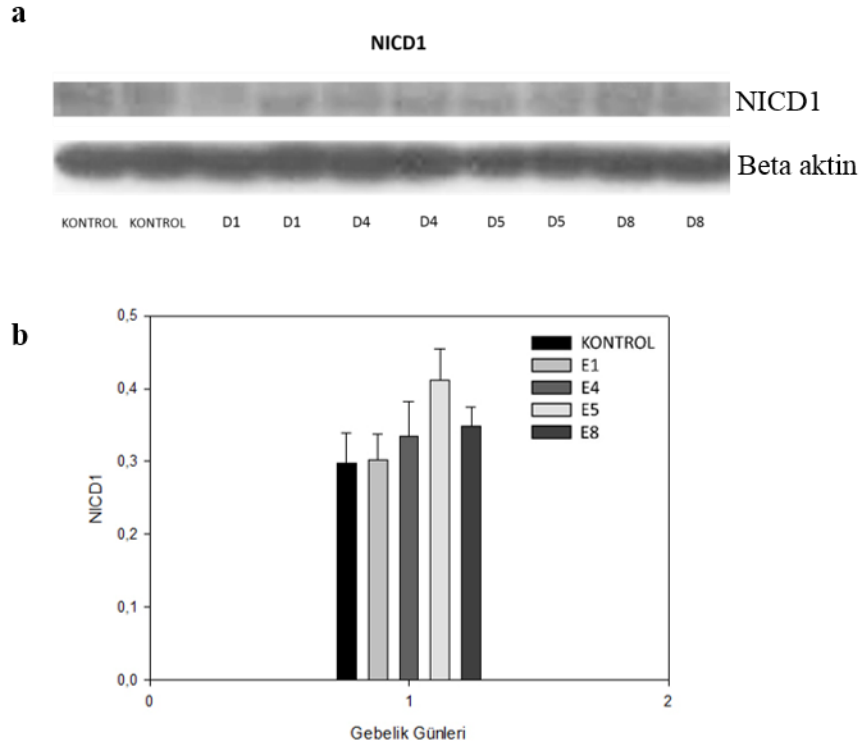 a
NICD1
NICD1
Beta aktin
KONTROL KONTROL D1 D1 D4 D4 D5 D5 D8 D8
b
0,5
0,4
0,3
0,2
0,1
0,0
NICD1
KONTROL
E1
E4
E5
E8
0 1 2
Gebelik Günleri